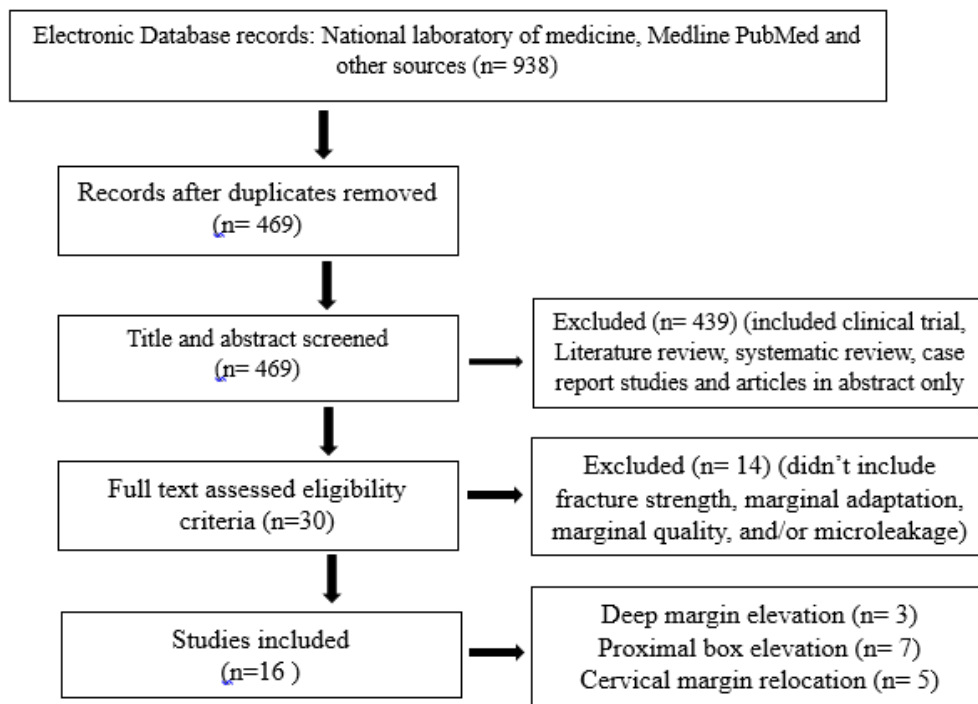 Electronic Database records: National laboratory of medicine, Medline PubMed and
other sources (n= 938)
Records after duplicates removed
(n= 469)
Title and abstract screened
(n= 469)
Excluded (n= 439) (included clinical trial,
Literature review, systematic review, case
report studies and articles in abstract only
Full text assessed eligibility
criteria (n=30)
Excluded (n= 14) (didn’t include
fracture strength, marginal adaptation,
marginal quality, and/or microleakage)
Studies included
(n=16 )
Deep margin elevation (n= 3)
Proximal box elevation (n= 7)
Cervical margin relocation (n= 5)